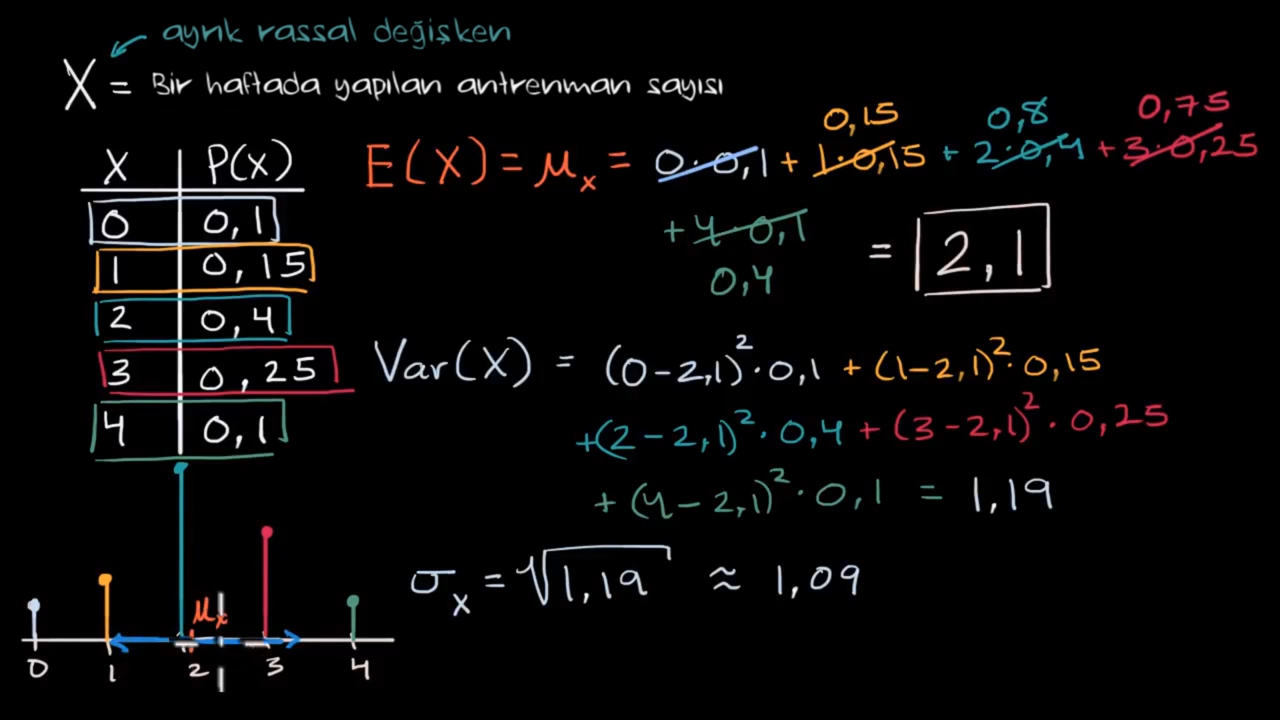 ayrık rassal değişken
X = Bir haftada yapılan antrenman sayısı
X P(X)
0 0,1
1 0,15
2 0,4
3 0,25
4 0,1
0,15 0,8 0,75
E(X) = μx = 0·0,1 + 1·0,15 + 2·0,4 + 3·0,25
+ 4·0,1 = 2,1
0,4
Var(X) = (0-2,1)²·0,1 + (1-2,1)²·0,15
+(2-2,1)²·0,4 + (3-2,1)²·0,25
+ (4-2,1)²·0,1 = 1,19
σx = √1,19 ≈ 1,09
μx
0 1 2 3 4